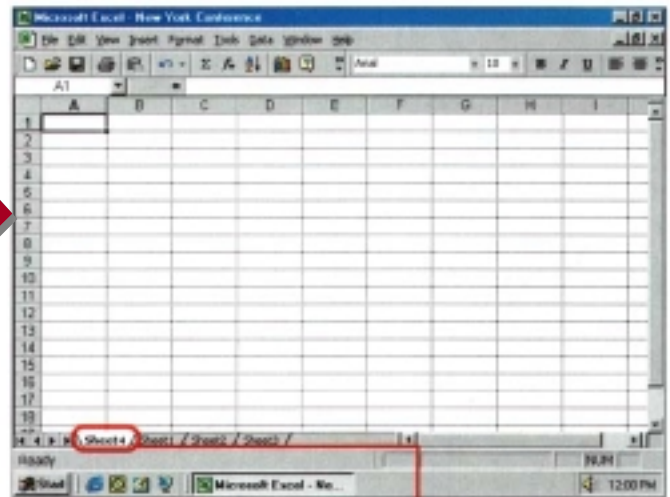 Microsoft Excel - New York Conference
File Edit View Insert Format Tools Data Window Help
Arial 10 B I U
A1 =
A B C D E F G H I
1
2
3
4
5
6
7
8
9
10
11
12
13
14
15
16
17
18
Sheet4 / Sheet1 / Sheet2 / Sheet3 /
Ready NUM
Start Microsoft Excel - Ne... 12:00 PM